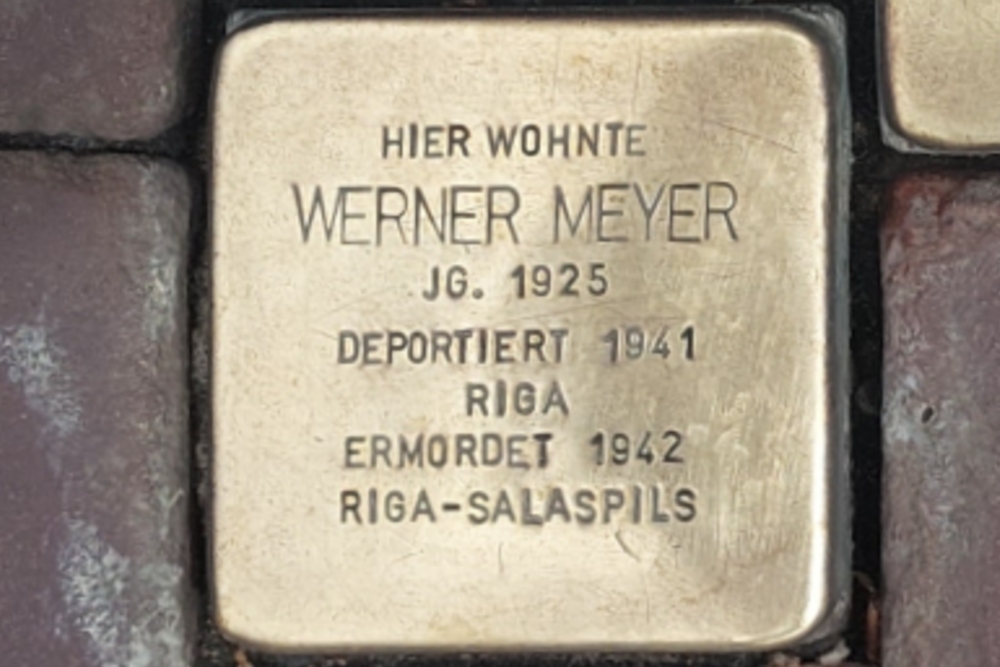 HIER WOHNTE
WERNER MEYER
JG. 1925
DEPORTIERT 1941
RIGA
ERMORDET 1942
RIGA-SALASPILS